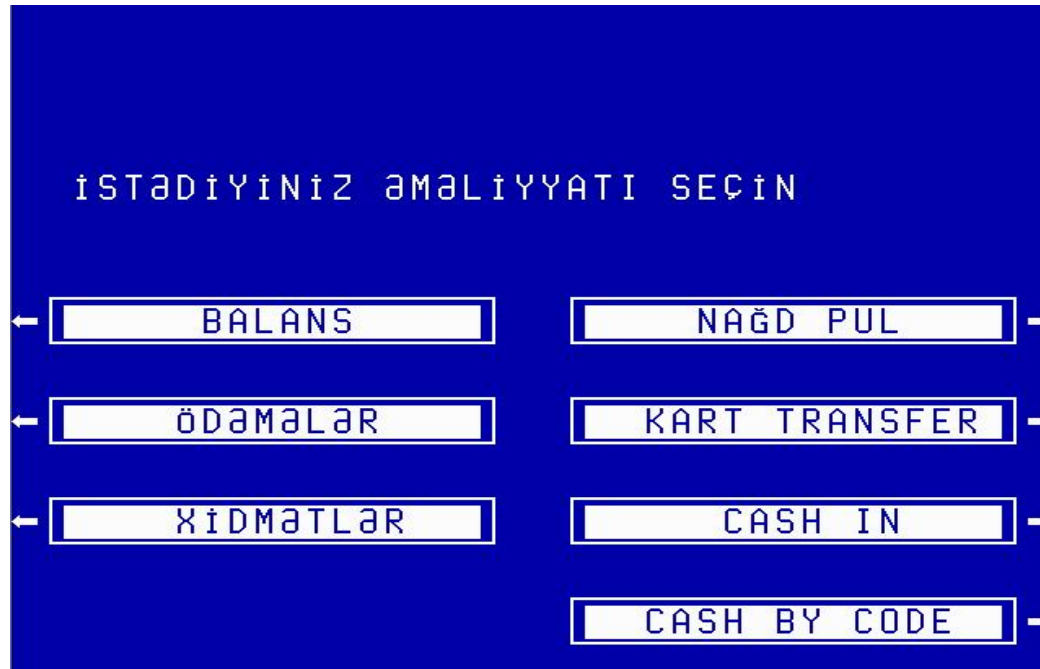 İSTƏDİYİNİZ ƏMƏLİYYATI SEÇİN
BALANS
NAĞD PUL
ÖDƏMƏLƏR
KART TRANSFER
XİDMƏTLƏR
CASH IN
CASH BY CODE